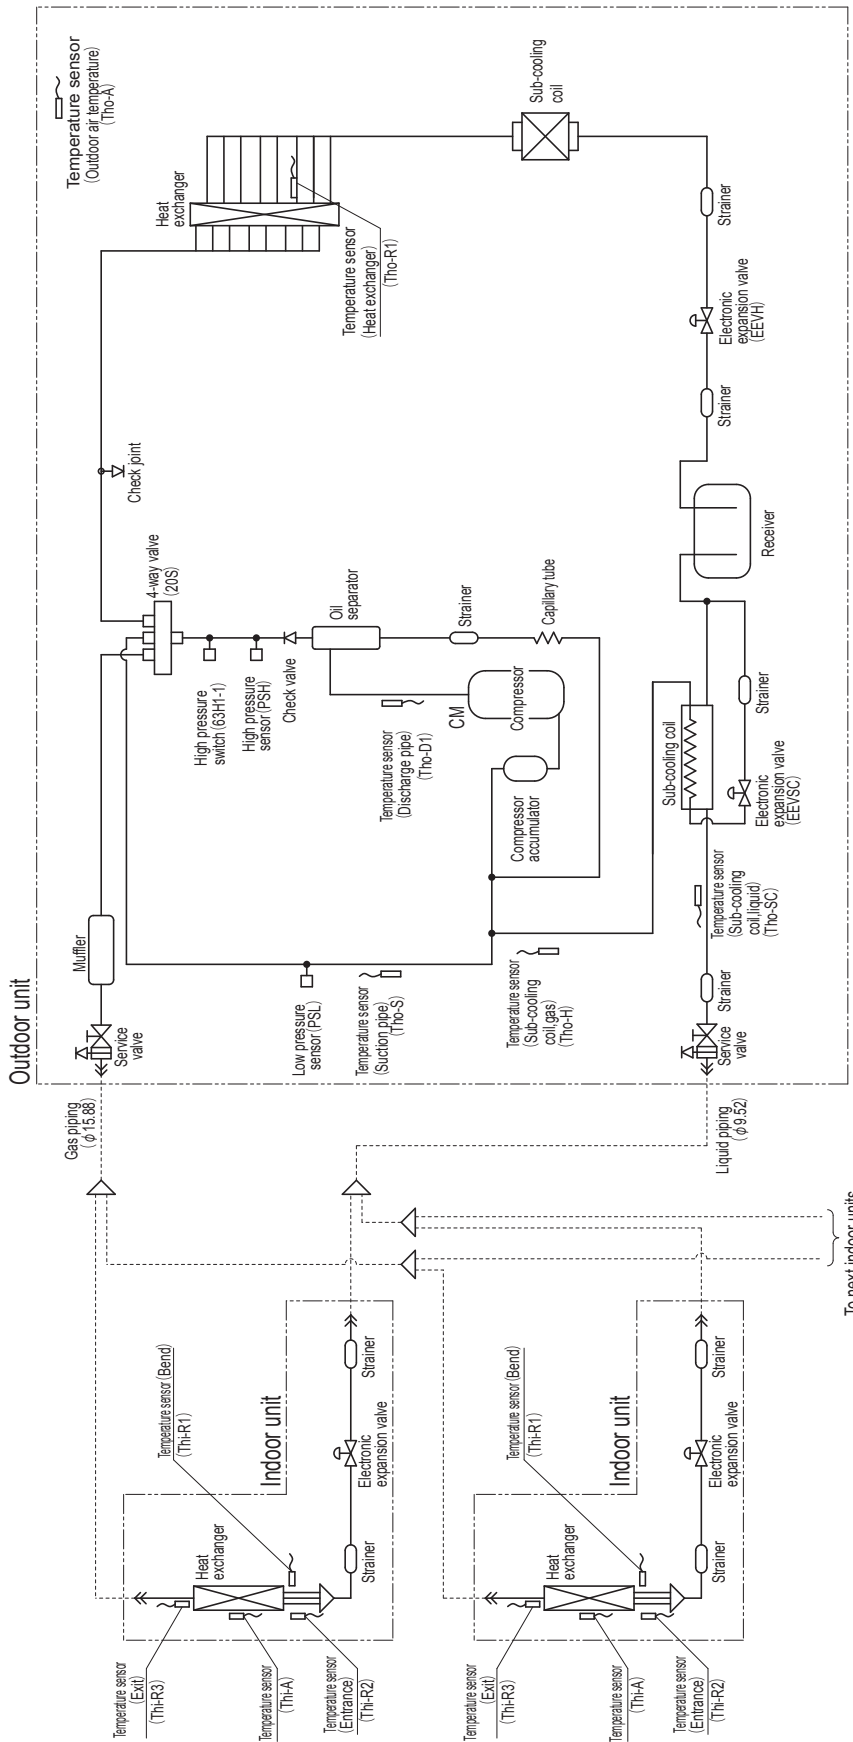 Outdoor unit
Temperature sensor
(Outdoor air temperature)
(Tho-A)
Heat
exchanger
Temperature sensor
(Heat exchanger)
(Tho-R1)
Sub-cooling
coil
Strainer
Electronic
expansion valve
(EEVH)
Strainer
Receiver
Check joint
4-way valve
(20S)
High pressure
switch (63H1-1)
High pressure
sensor (PSH)
Check valve
Oil
separator
Strainer
Capillary tube
Temperature sensor
(Discharge pipe)
(Tho-D1)
CM
Compressor
Compressor
accumulator
Sub-cooling coil
Strainer
Electronic
expansion valve
(EEVSC)
Muffler
Service
valve
Low pressure
sensor (PSL)
Temperature sensor
(Suction pipe)
(Tho-S)
Temperature sensor
(Sub-cooling
coil,gas)
(Tho-H)
Temperature sensor
(Sub-cooling
coil,liquid)
(Tho-SC)
Strainer
Service
valve
Gas piping
(φ15.88)
Liquid piping
(φ9.52)
To next indoor units
Indoor unit
Temperature sensor (Bend)
(Thi-R1)
Heat
exchanger
Strainer
Electronic
expansion valve
Strainer
Temperature sensor
(Exit)
(Thi-R3)
Temperature sensor
(Thi-A)
Temperature sensor
(Entrance)
(Thi-R2)
Indoor unit
Temperature sensor (Bend)
(Thi-R1)
Heat
exchanger
Strainer
Electronic
expansion valve
Strainer
Temperature sensor
(Exit)
(Thi-R3)
Temperature sensor
(Thi-A)
Temperature sensor
(Entrance)
(Thi-R2)